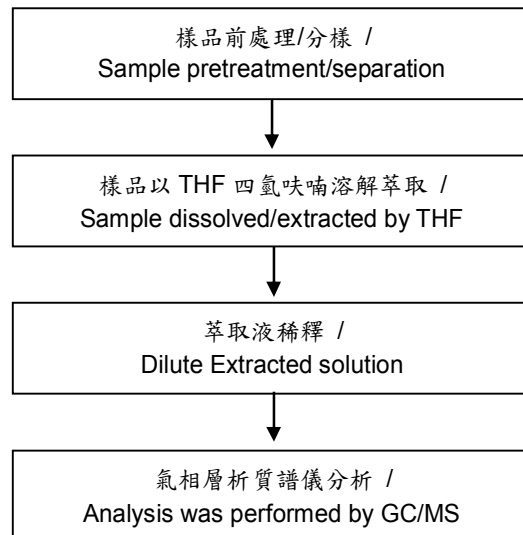 樣品前處理/分樣 /
Sample pretreatment/separation
樣品以 THF 四氫呋喃溶解萃取 /
Sample dissolved/extracted by THF
萃取液稀釋 /
Dilute Extracted solution
氣相層析質譜儀分析 /
Analysis was performed by GC/MS